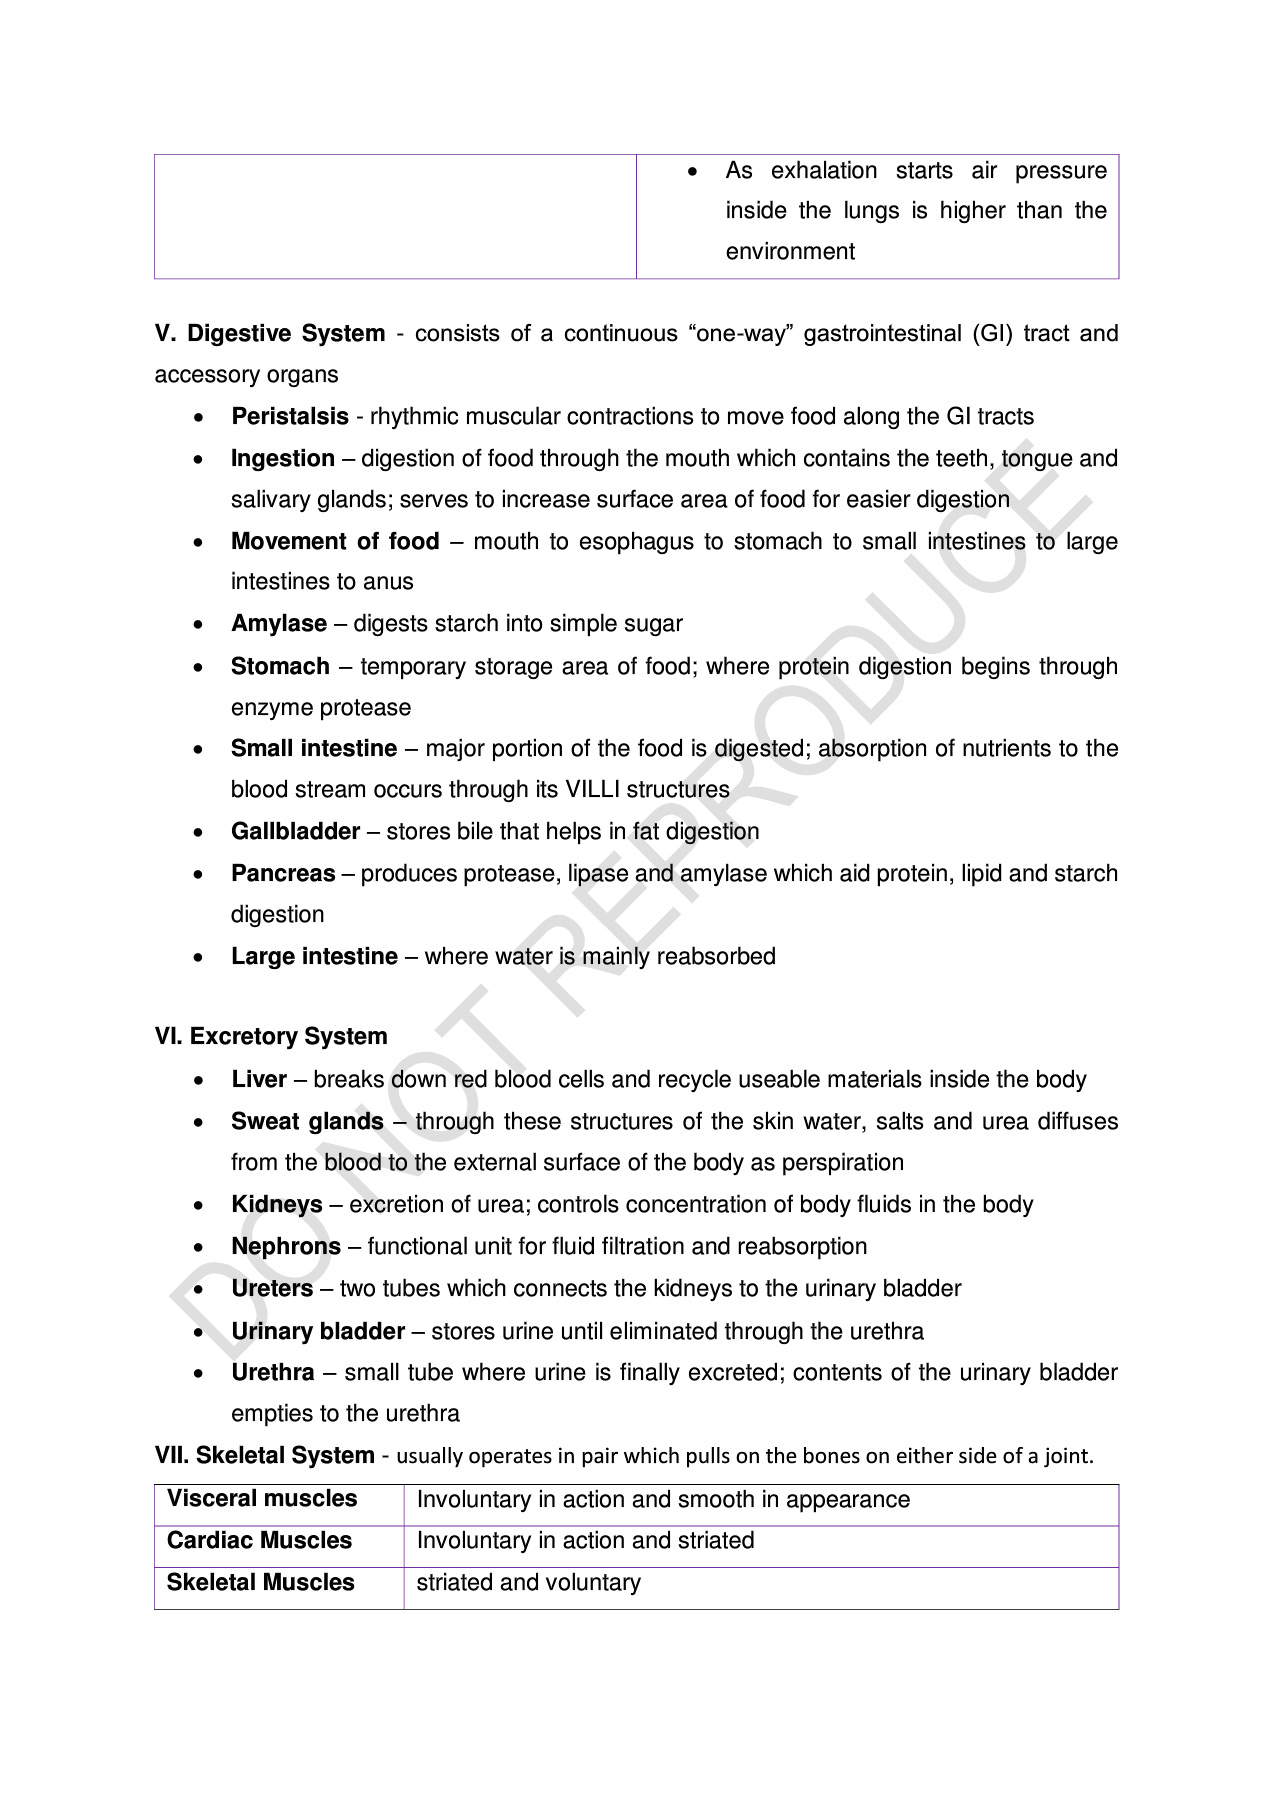 • As exhalation starts air pressure
inside the lungs is higher than the
environment
V. Digestive System - consists of a continuous “one-way” gastrointestinal (GI) tract and
accessory organs
• Peristalsis - rhythmic muscular contractions to move food along the GI tracts
• Ingestion – digestion of food through the mouth which contains the teeth, tongue and
salivary glands; serves to increase surface area of food for easier digestion
• Movement of food – mouth to esophagus to stomach to small intestines to large
intestines to anus
• Amylase – digests starch into simple sugar
• Stomach – temporary storage area of food; where protein digestion begins through
enzyme protease
• Small intestine – major portion of the food is digested; absorption of nutrients to the
blood stream occurs through its VILLI structures
• Gallbladder – stores bile that helps in fat digestion
• Pancreas – produces protease, lipase and amylase which aid protein, lipid and starch
digestion
• Large intestine – where water is mainly reabsorbed
VI. Excretory System
• Liver – breaks down red blood cells and recycle useable materials inside the body
• Sweat glands – through these structures of the skin water, salts and urea diffuses
from the blood to the external surface of the body as perspiration
• Kidneys – excretion of urea; controls concentration of body fluids in the body
• Nephrons – functional unit for fluid filtration and reabsorption
• Ureters – two tubes which connects the kidneys to the urinary bladder
• Urinary bladder – stores urine until eliminated through the urethra
• Urethra – small tube where urine is finally excreted; contents of the urinary bladder
empties to the urethra
VII. Skeletal System - usually operates in pair which pulls on the bones on either side of a joint.
Visceral muscles Involuntary in action and smooth in appearance
Cardiac Muscles Involuntary in action and striated
Skeletal Muscles striated and voluntary
DO NOT REPRODUCE